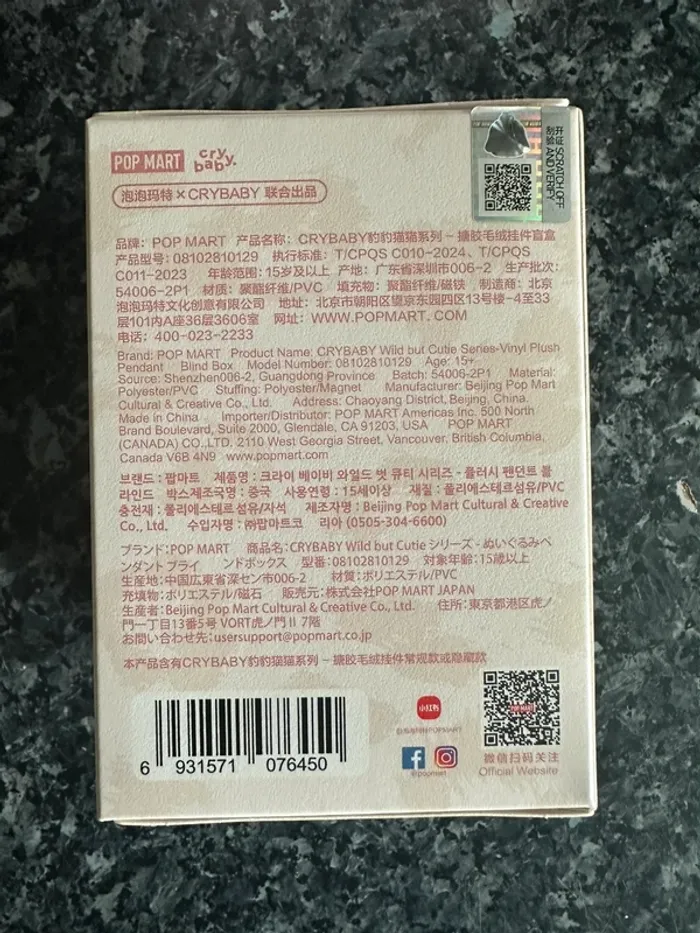 POP MART
cry
baby.
泡泡玛特×CRYBABY 联合出品
开证 SCRATCH OFF
刮验 AND VERIFY
品牌：POP MART 产品名称：CRYBABY豹豹猫猫系列 – 搪胶毛绒挂件盲盒
产品型号：08102810129 执行标准：T/CPQS C010–2024、T/CPQS
C011–2023 年龄范围：15岁及以上 产地：广东省深圳市006–2 生产批次：
54006–2P1 材质：聚酯纤维/PVC 填充物：聚酯纤维/磁铁 制造商：北京
泡泡玛特文化创意有限公司 地址：北京市朝阳区望京东园四区13号楼–4至33
层101内A座36层3606室 网址：WWW.POPMART.COM
电话：400–023–2233
Brand: POP MART Product Name: CRYBABY Wild but Cutie Series-Vinyl Plush
Pendant Blind Box Model Number: 08102810129 Age: 15+
Source: Shenzhen006-2, Guangdong Province Batch: 54006-2P1 Material:
Polyester/PVC Stuffing: Polyester/Magnet Manufacturer: Beijing Pop Mart
Cultural & Creative Co., Ltd. Address: Chaoyang District, Beijing, China.
Made in China Importer/Distributor: POP MART Americas Inc. 500 North
Brand Boulevard, Suite 2000, Glendale, CA 91203, USA POP MART
(CANADA) CO.,LTD. 2110 West Georgia Street, Vancouver, British Columbia,
Canada V6B 4N9 www.popmart.com
브랜드 : 팝마트 제품명 : 크라이 베이비 와일드 벗 큐티 시리즈 - 플러시 펜던트 블
라인드 박스제조국명 : 중국 사용연령 : 15세이상 재질 : 폴리에스테르섬유/PVC
충전재 : 폴리에스테르섬유/자석 제조자명 : Beijing Pop Mart Cultural & Creative
Co., Ltd. 수입자명 : ㈜팝마트코 리아 (0505-304-6600)
ブランド：POP MART 商品名：CRYBABY Wild but Cutie シリーズ - ぬいぐるみペ
ンダント ブライ ンドボックス 型番：08102810129 対象年齢：15歳以上
生産地：中国広東省深セン市006-2 材質：ポリエステル/PVC
充填物：ポリエステル/磁石 販売元：株式会社POP MART JAPAN
生産者：Beijing Pop Mart Cultural & Creative Co., Ltd. 住所：東京都港区虎ノ
門一丁目13番5号 VORT虎ノ門Ⅱ 7階
お問い合わせ先：usersupport@popmart.co.jp
本产品含有CRYBABY豹豹猫猫系列 – 搪胶毛绒挂件常规款或隐藏款
6 931571 076450
小红书
@泡泡玛特POPMART
@popmart
POP MART
微信扫码关注
Official Website